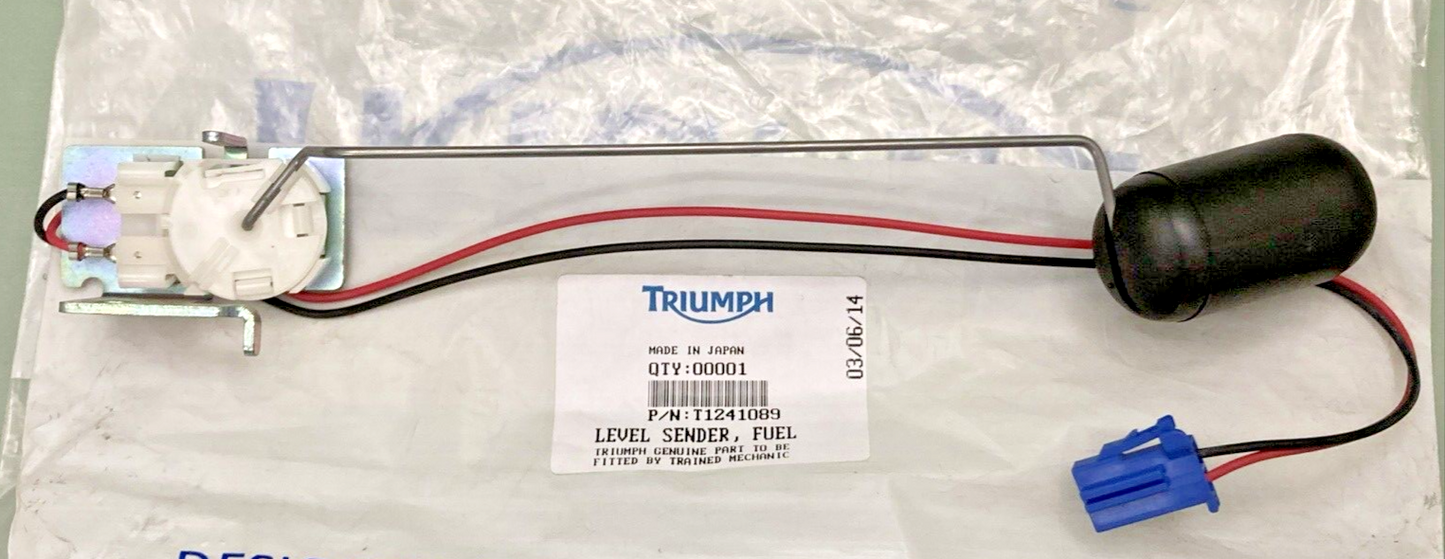 TRIUMPH
MADE IN JAPAN
QTY:00001
03/06/14
P/N:T1241089
LEVEL SENDER, FUEL
TRIUMPH GENUINE PART TO BE
FITTED BY TRAINED MECHANIC